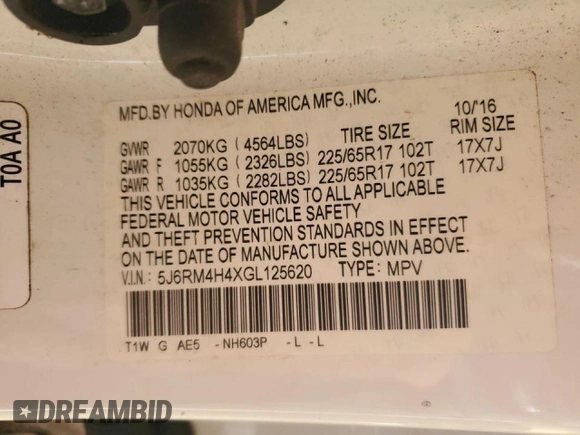 MFD.BY HONDA OF AMERICA MFG.,INC. 10/'16
GVWR 2070KG ( 4564LBS) TIRE SIZE RIM SIZE
GAWR F 1055KG ( 2326LBS) 225/65R17 102T 17X7J
GAWR R 1035KG ( 2282LBS) 225/65R17 102T 17X7J
THIS VEHICLE CONFORMS TO ALL APPLICABLE
FEDERAL MOTOR VEHICLE SAFETY
AND THEFT PREVENTION STANDARDS IN EFFECT ON
THE DATE OF MANUFACTURE SHOWN ABOVE.
V.I.N.: 5J6RM4H4XGL125620 TYPE: MPV
T1W G AE5 -NH603P -L -L
T0A A0
DREAMBID